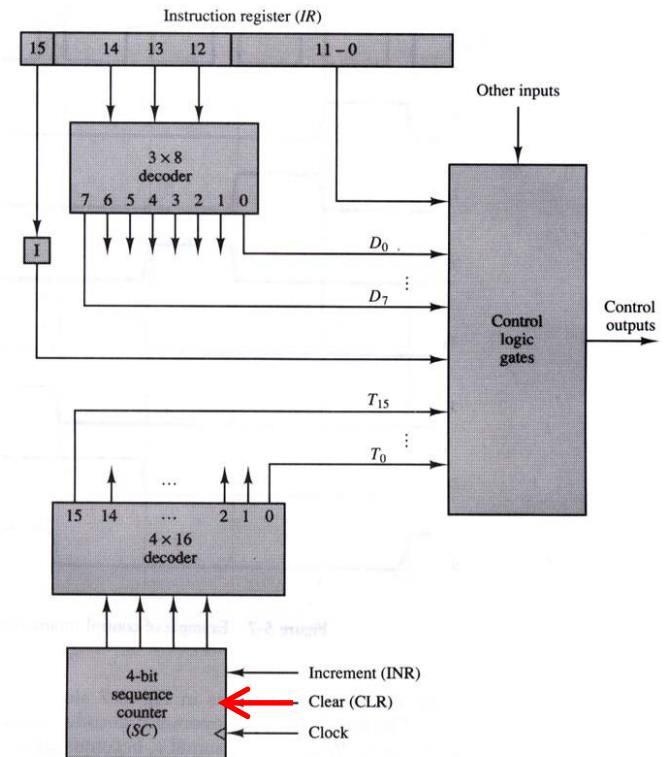 Instruction register (IR)
15 14 13 12 11 – 0
Other inputs
3 × 8
decoder
7 6 5 4 3 2 1 0
I
D0
⋮
D7
Control
logic
gates
Control
outputs
T15
⋮
T0
...
15 14 ... 2 1 0
4 × 16
decoder
4-bit
sequence
counter
(SC)
Increment (INR)
Clear (CLR)
Clock